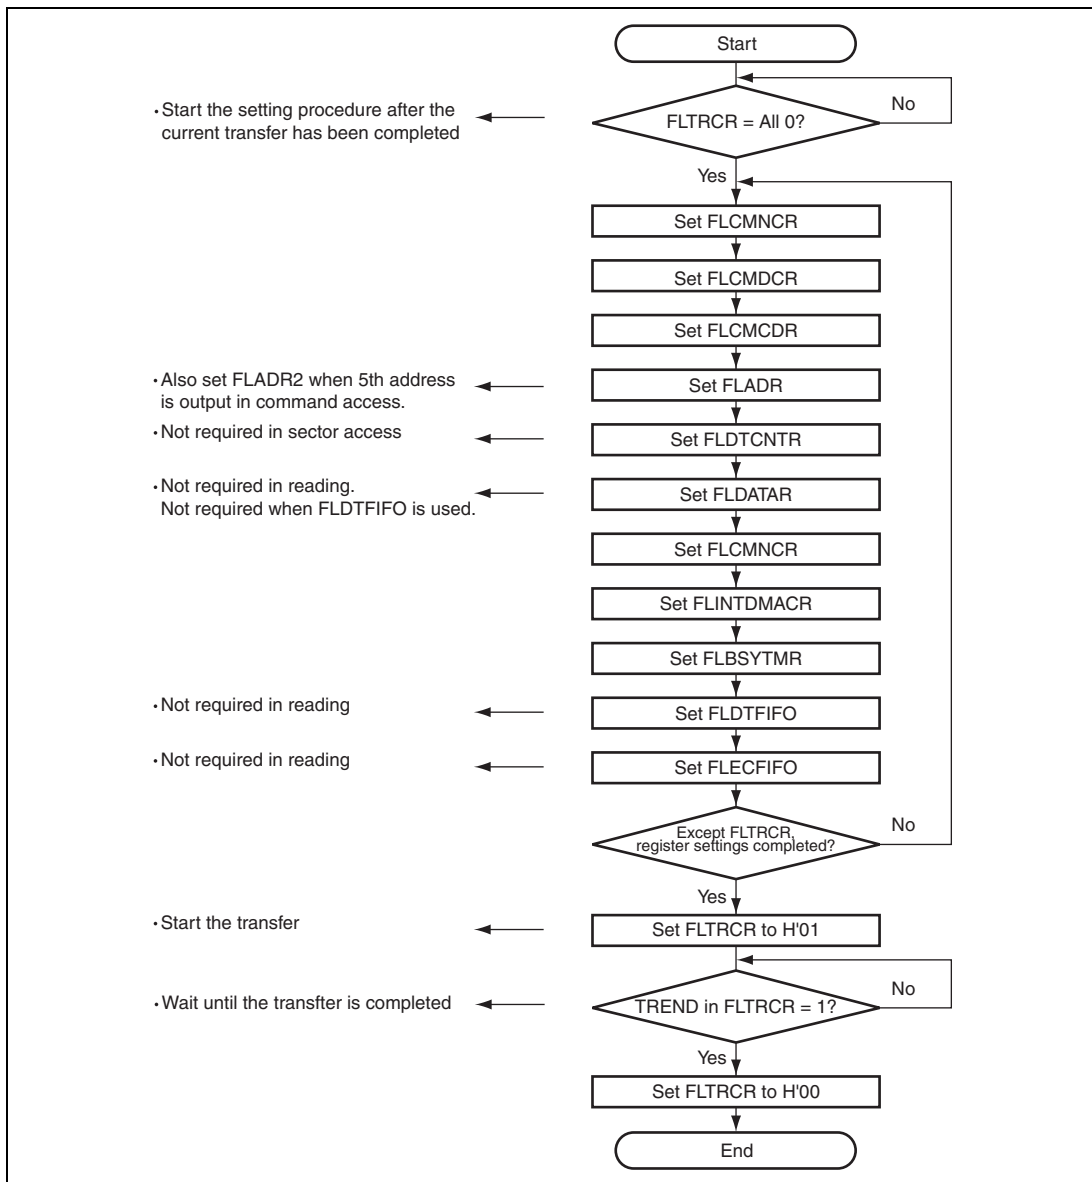 Start
No
・Start the setting procedure after the
current transfer has been completed
FLTRCR = All 0?
Yes
Set FLCMNCR
Set FLCMDCR
Set FLCMCDR
・Also set FLADR2 when 5th address
is output in command access.
Set FLADR
・Not required in sector access
Set FLDTCNTR
・Not required in reading.
Not required when FLDTFIFO is used.
Set FLDATAR
Set FLCMNCR
Set FLINTDMACR
Set FLBSYTMR
・Not required in reading
Set FLDTFIFO
・Not required in reading
Set FLECFIFO
Except FLTRCR,
register settings completed?
No
Yes
・Start the transfer
Set FLTRCR to H'01
・Wait until the transfter is completed
TREND in FLTRCR = 1?
No
Yes
Set FLTRCR to H'00
End